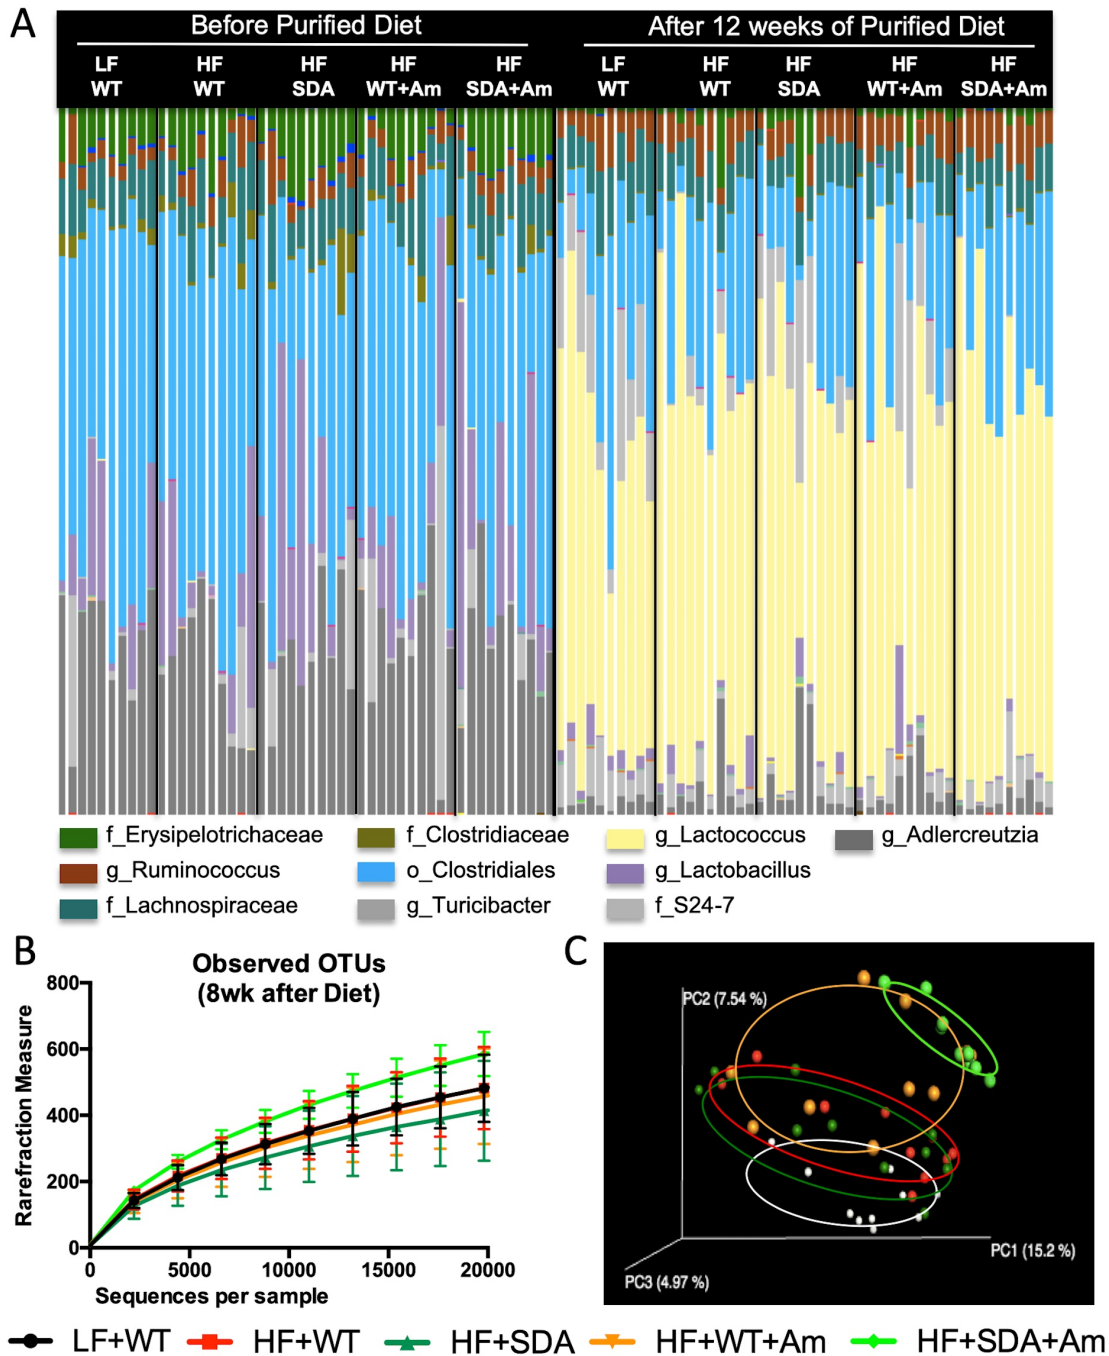 A
Before Purified Diet
After 12 weeks of Purified Diet
LF HF HF HF HF LF HF HF HF HF
WT WT SDA WT+Am SDA+Am WT WT SDA WT+Am SDA+Am
f_Erysipelotrichaceae f_Clostridiaceae g_Lactococcus g_Adlercreutzia
g_Ruminococcus o_Clostridiales g_Lactobacillus
f_Lachnospiraceae g_Turicibacter f_S24-7
B
Observed OTUs
(8wk after Diet)
Rarefraction Measure
800
600
400
200
0
0 5000 10000 15000 20000
Sequences per sample
C
PC2 (7.54 %)
PC1 (15.2 %)
PC3 (4.97 %)
LF+WT HF+WT HF+SDA HF+WT+Am HF+SDA+Am